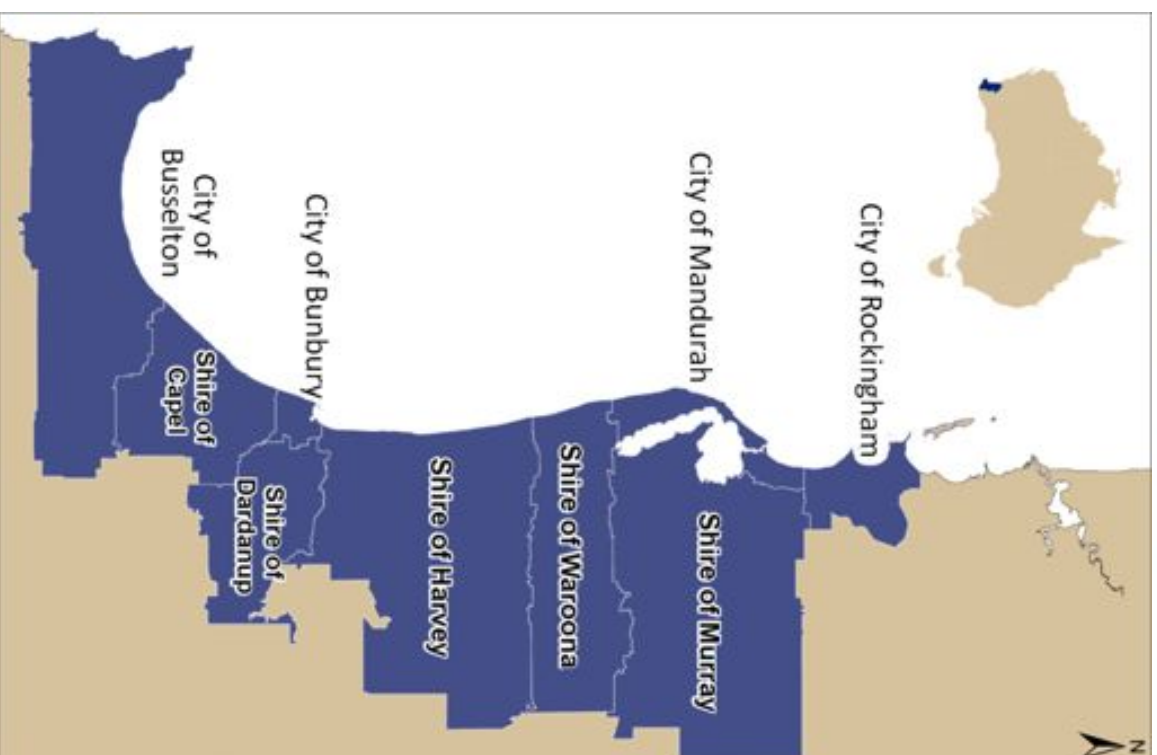 N
City of Rockingham
City of Mandurah
Shire of Murray
Shire of Waroona
Shire of Harvey
City of Bunbury
Shire of
Dardanup
City of
Busselton
Shire of
Capel